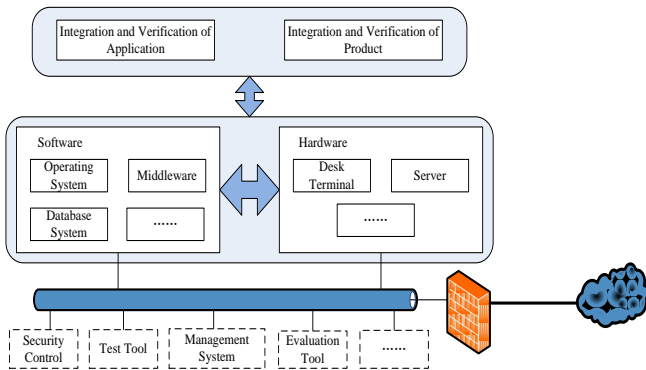 Integration and Verification of
Application
Integration and Verification of
Product
Software
Operating
System
Middleware
Database
System
......
Hardware
Desk
Terminal
Server
......
Security
Control
Test Tool
Management
System
Evaluation
Tool
......